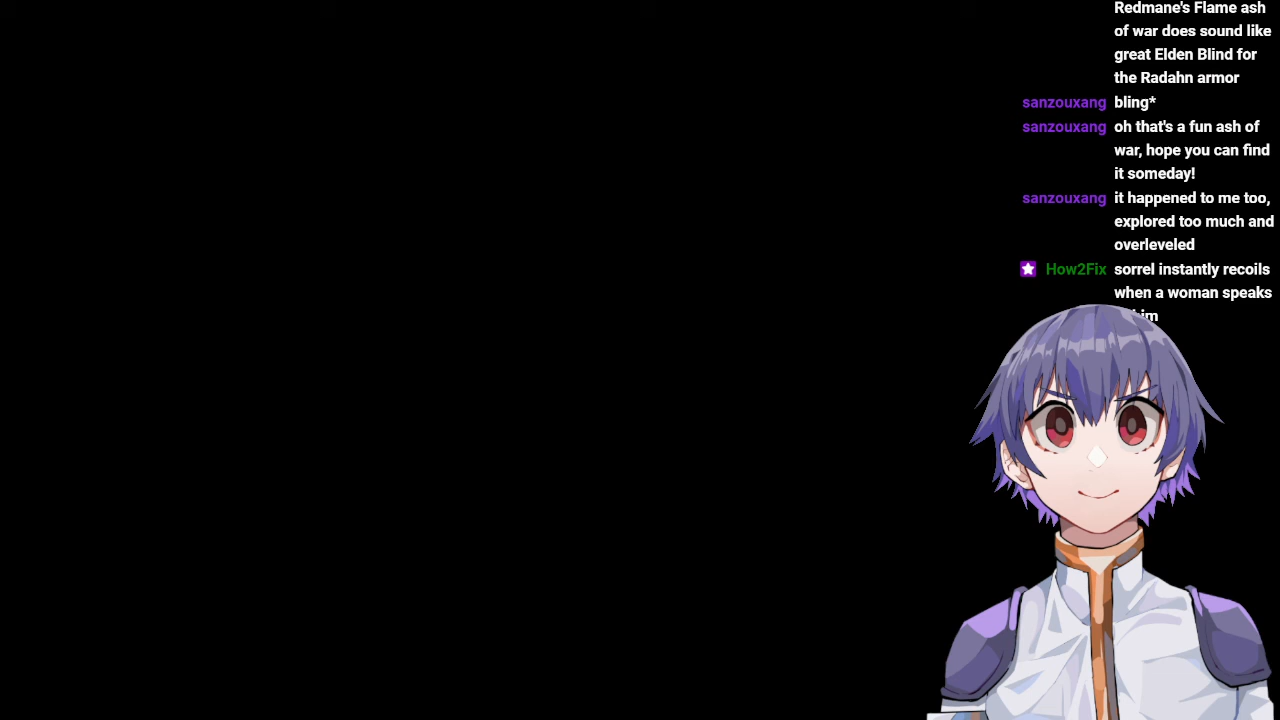 Redmane's Flame ash
of war does sound like
great Elden Blind for
the Radahn armor
sanzouxang bling*
sanzouxang oh that's a fun ash of
war, hope you can find
it someday!
sanzouxang it happened to me too,
explored too much and
overleveled
How2Fix sorrel instantly recoils
when a woman speaks